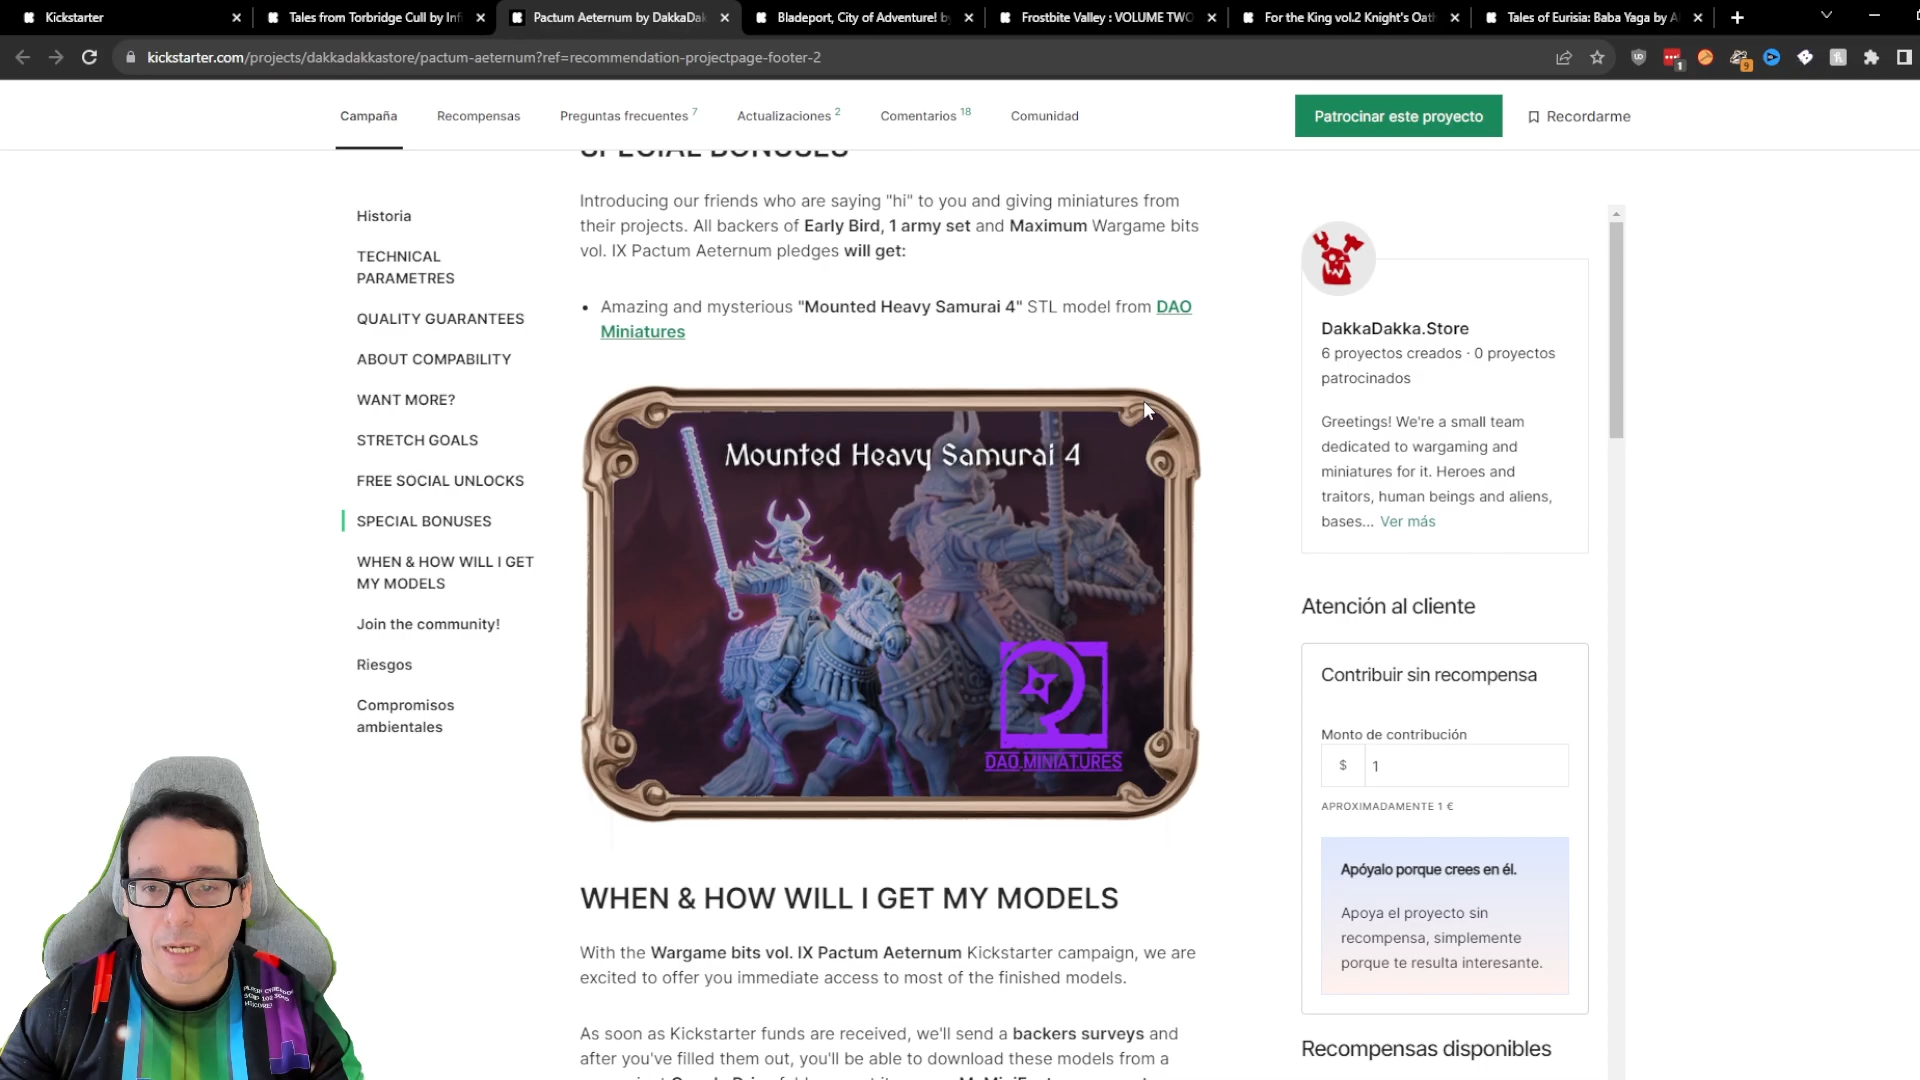 Kickstarter
Tales from Torbridge Cull by Infi
Pactum Aeternum by DakkaDak
Bladeport, City of Adventure! b
Frostbite Valley : VOLUME TWO
For the King vol.2 Knight's Oath
Tales of Eurisia: Baba Yaga by A
kickstarter.com/projects/dakkadakkastore/pactum-aeternum?ref=recommendation-projectpage-footer-2
1
9
Campaña
Recompensas
Preguntas frecuentes 7
Actualizaciones 2
Comentarios 18
Comunidad
Patrocinar este proyecto
Recordarme
SPECIAL BONUSES
Historia
TECHNICAL
PARAMETRES
QUALITY GUARANTEES
ABOUT COMPABILITY
WANT MORE?
STRETCH GOALS
FREE SOCIAL UNLOCKS
SPECIAL BONUSES
WHEN & HOW WILL I GET
MY MODELS
Join the community!
Riesgos
Compromisos
ambientales
Introducing our friends who are saying "hi" to you and giving miniatures from
their projects. All backers of Early Bird, 1 army set and Maximum Wargame bits
vol. IX Pactum Aeternum pledges will get:
• Amazing and mysterious "Mounted Heavy Samurai 4" STL model from DAO
Miniatures
Mounted Heavy Samurai 4
DAO.MINIATURES
WHEN & HOW WILL I GET MY MODELS
With the Wargame bits vol. IX Pactum Aeternum Kickstarter campaign, we are
excited to offer you immediate access to most of the finished models.
As soon as Kickstarter funds are received, we'll send a backers surveys and
after you've filled them out, you'll be able to download these models from a
DakkaDakka.Store
6 proyectos creados · 0 proyectos
patrocinados
Greetings! We're a small team
dedicated to wargaming and
miniatures for it. Heroes and
traitors, human beings and aliens,
bases... Ver más
Atención al cliente
Contribuir sin recompensa
Monto de contribución
$ 1
APROXIMADAMENTE 1 €
Apóyalo porque crees en él.
Apoya el proyecto sin
recompensa, simplemente
porque te resulta interesante.
Recompensas disponibles